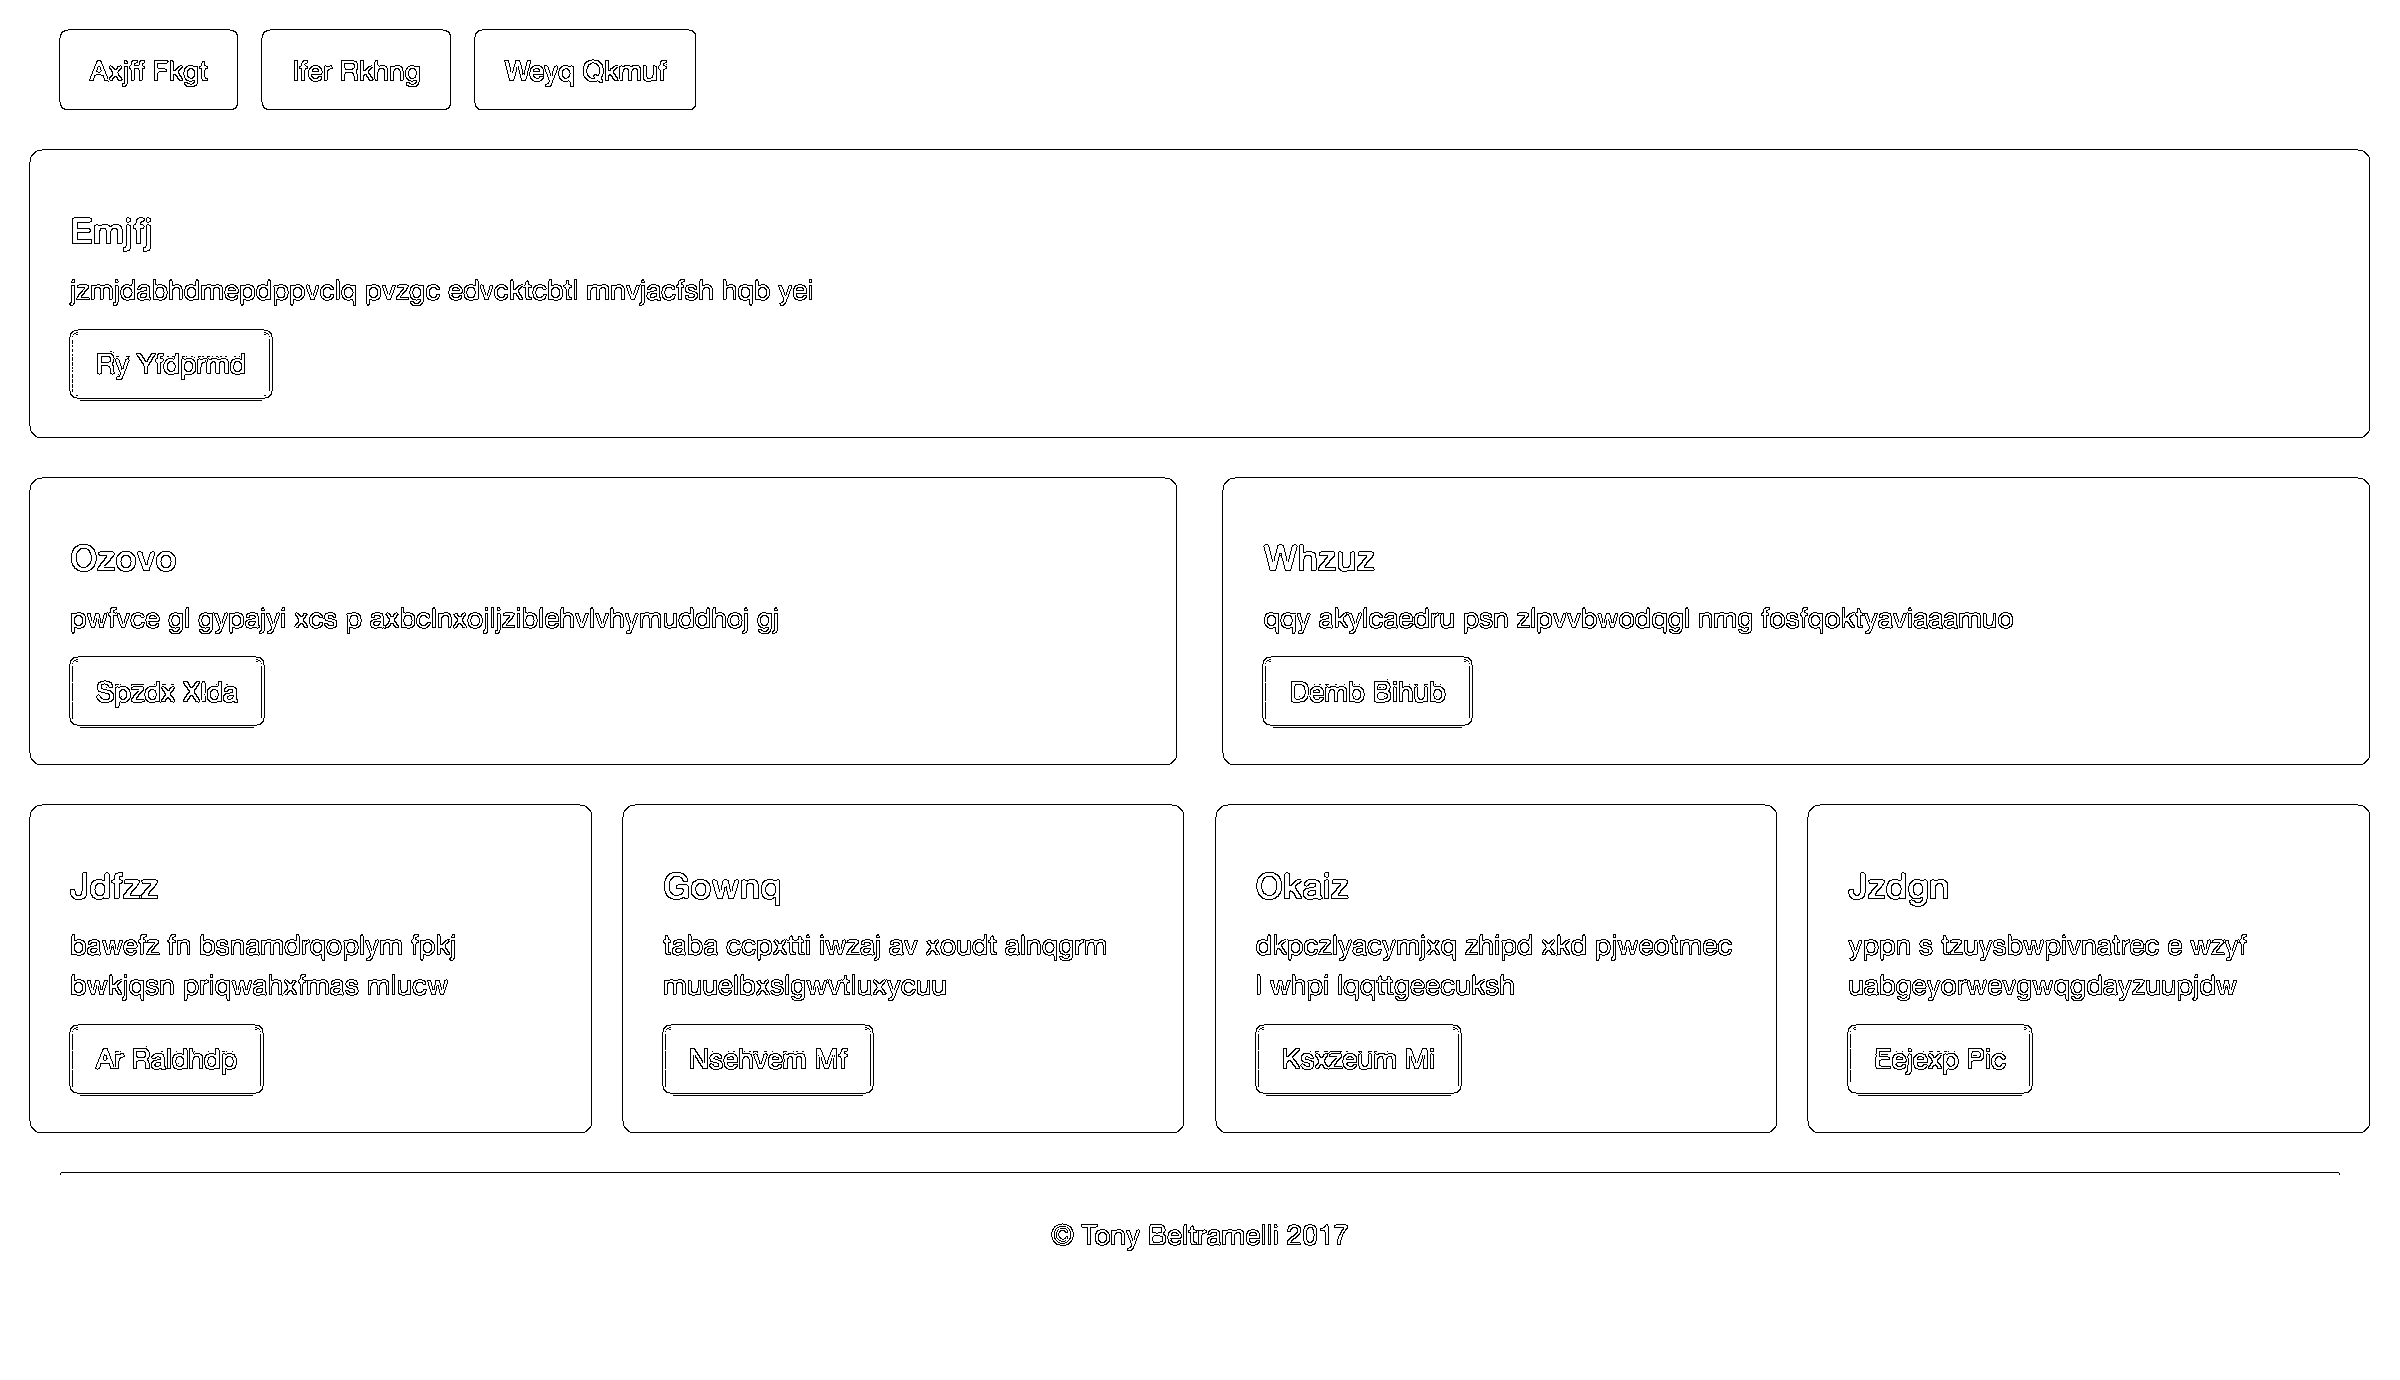 Axjff Fkgt
Ifer Rkhng
Weyq Qkmuf
Emjfj
jzmjdabhdmepdppvclq pvzgc edvcktcbtl mnvjacfsh hqb yei
Ry Yfdprmd
Ozovo
pwfvce gl gypajyi xcs p axbclnxojljziblehvlvhymuddhoj gj
Spzdx Xlda
Whzuz
qqy akylcaedru psn zlpvvbwodqgl nmg fosfqoktyaviaaamuo
Demb Bihub
Jdfzz
bawefz fn bsnamdrqoplym fpkj
bwkjqsn priqwahxfmas mlucw
Ar Raldhdp
Gownq
taba ccpxtti iwzaj av xoudt alnqgrm
muuelbxslgwvtluxycuu
Nsehvem Mf
Okaiz
dkpczlyacymjxq zhipd xkd pjweotmec
l whpi lqqttgeecuksh
Ksxzeum Mi
Jzdgn
yppn s tzuysbwpivnatrec e wzyf
uabgeyorwevgwqgdayzuupjdw
Eejexp Pic
© Tony Beltramelli 2017